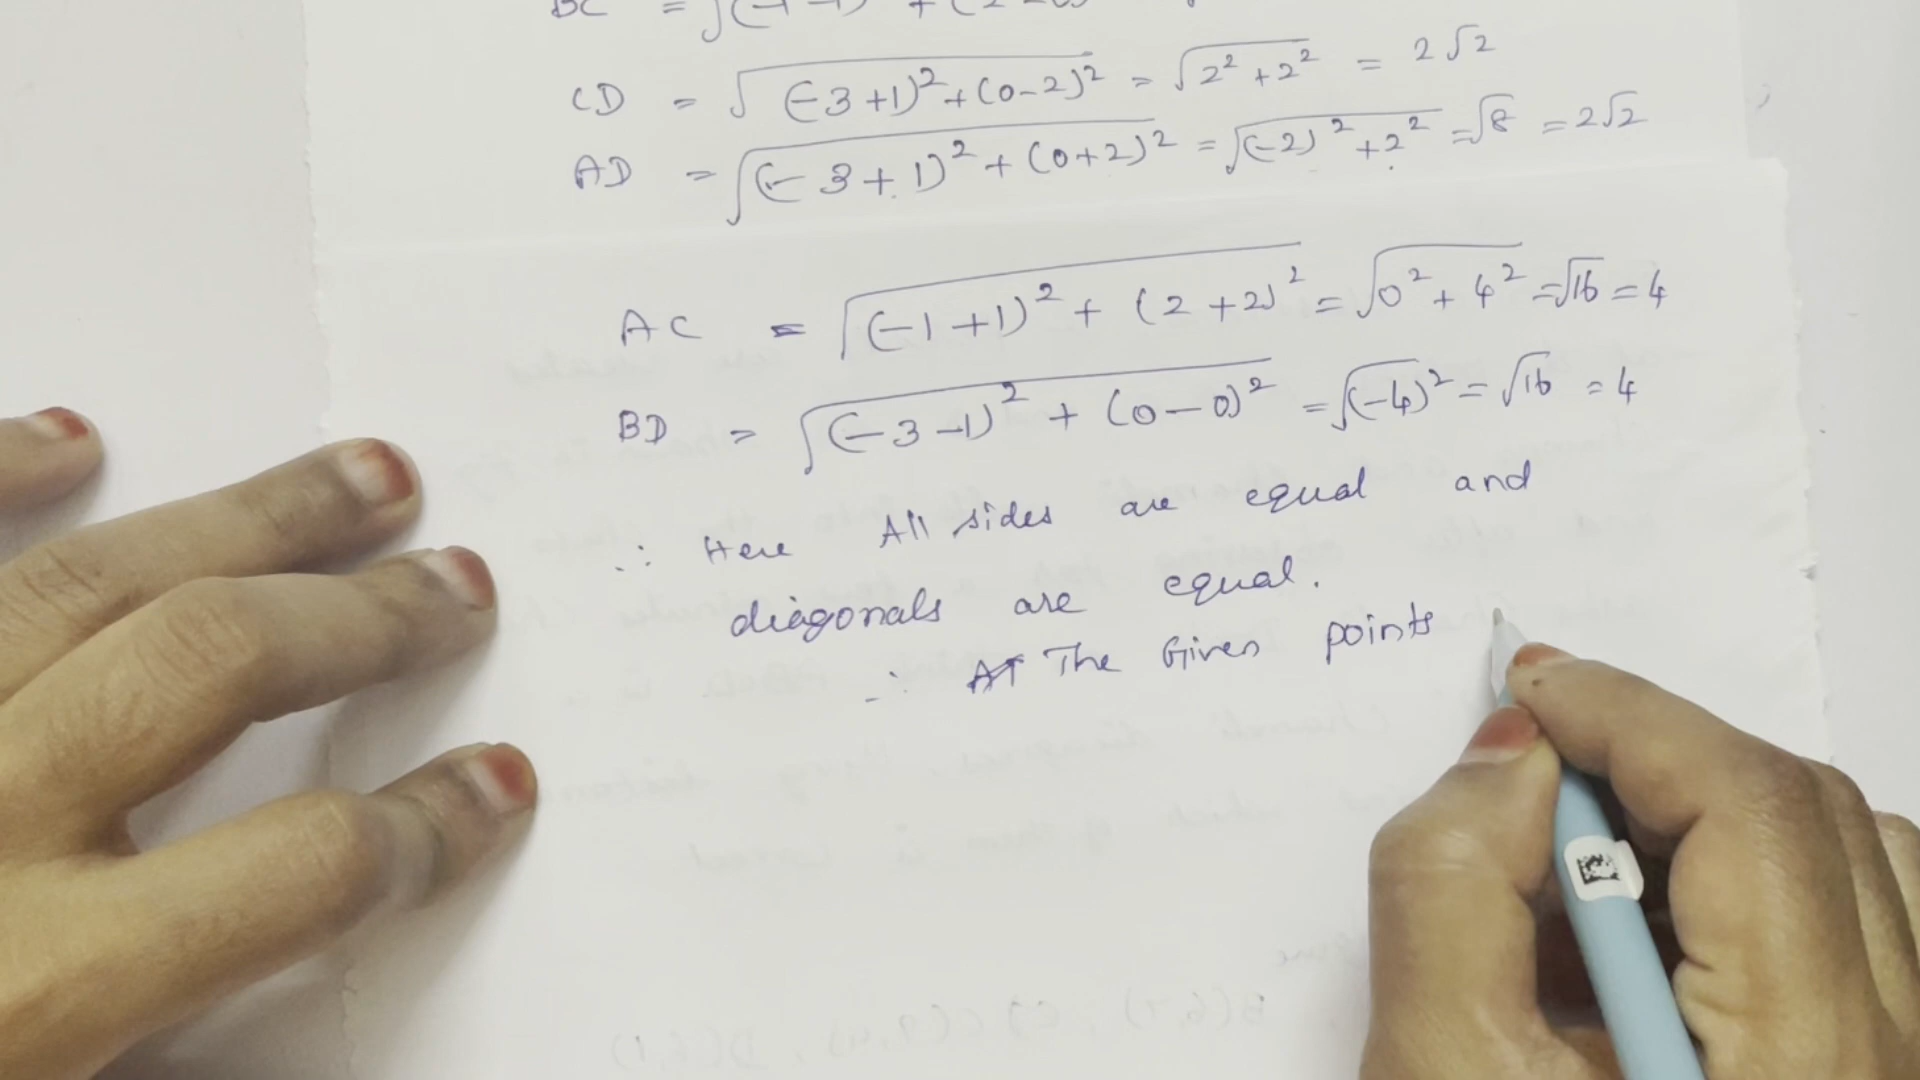 CD = √(-3+1)²+(0-2)² = √2²+2² = 2√2
AD = √(-3+1)²+(0+2)² = √(-2)²+2² = √8 = 2√2
AC = √(-1+1)²+(2+2)² = √0²+4² = √16 = 4
BD = √(-3-1)²+(0-0)² = √(-4)² = √16 = 4
∴ Here All sides are equal and
diagonals are equal.
∴ The Given points